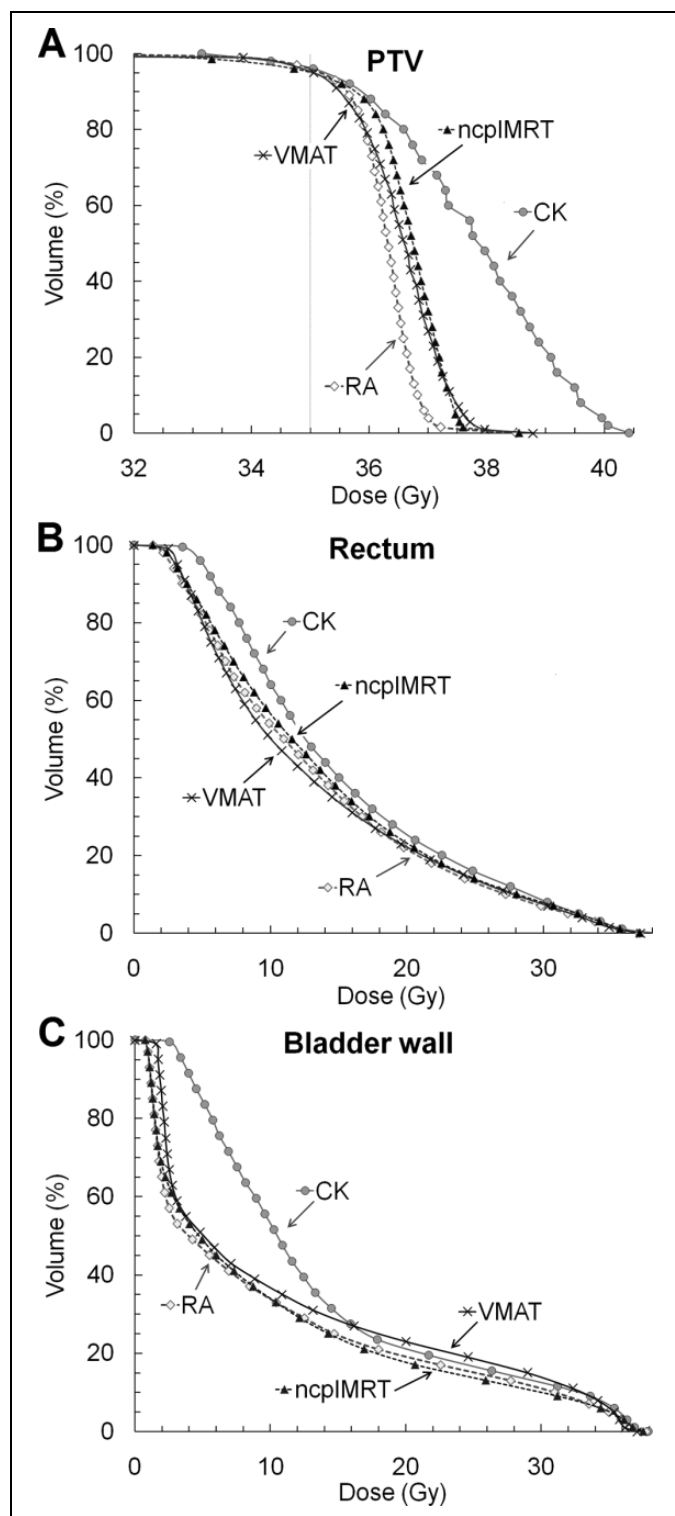 A
PTV
100
80
60
40
20
0
Volume (%)
VMAT
ncpIMRT
CK
RA
32 34 36 38 40
Dose (Gy)
B
Rectum
100
80
60
40
20
0
Volume (%)
CK
ncpIMRT
VMAT
RA
0 10 20 30
Dose (Gy)
C
Bladder wall
100
80
60
40
20
0
Volume (%)
CK
RA
VMAT
ncpIMRT
0 10 20 30
Dose (Gy)